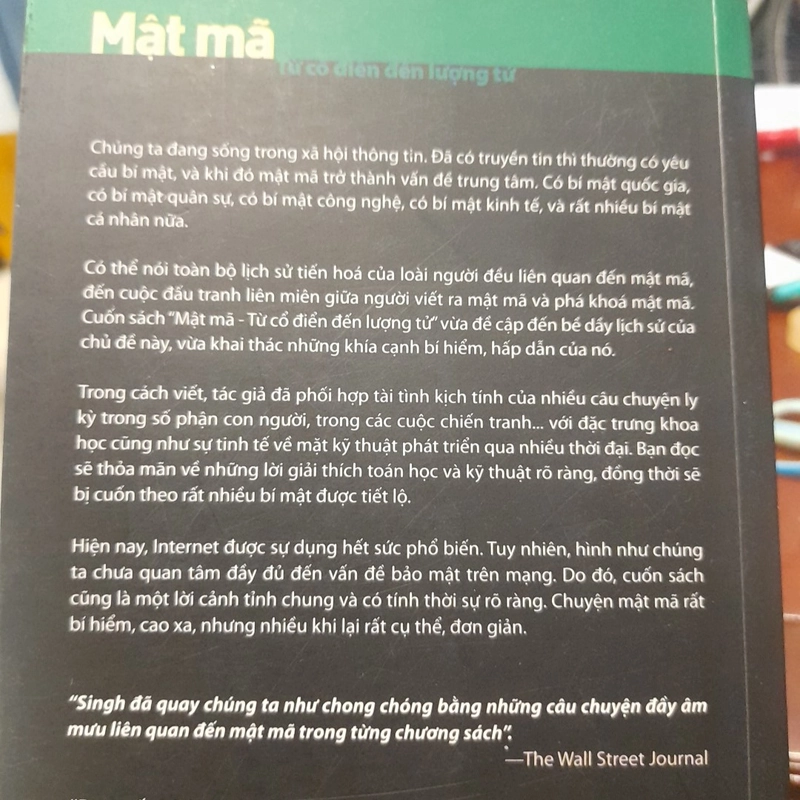 Mật mã
Từ cổ điển đến lượng tử
Chúng ta đang sống trong xã hội thông tin. Đã có truyền tin thì thường có yêu
cầu bí mật, và khi đó mật mã trở thành vấn đề trung tâm. Có bí mật quốc gia,
có bí mật quân sự, có bí mật công nghệ, có bí mật kinh tế, và rất nhiều bí mật
cá nhân nữa.
Có thể nói toàn bộ lịch sử tiến hoá của loài người đều liên quan đến mật mã,
đến cuộc đấu tranh liên miên giữa người viết ra mật mã và phá khoá mật mã.
Cuốn sách "Mật mã - Từ cổ điển đến lượng tử" vừa đề cập đến bề dầy lịch sử của
chủ đề này, vừa khai thác những khía cạnh bí hiểm, hấp dẫn của nó.
Trong cách viết, tác giả đã phối hợp tài tình kịch tính của nhiều câu chuyện ly
kỳ trong số phận con người, trong các cuộc chiến tranh... với đặc trưng khoa
học cũng như sự tinh tế về mặt kỹ thuật phát triển qua nhiều thời đại. Bạn đọc
sẽ thỏa mãn về những lời giải thích toán học và kỹ thuật rõ ràng, đồng thời sẽ
bị cuốn theo rất nhiều bí mật được tiết lộ.
Hiện nay, Internet được sự dụng hết sức phổ biến. Tuy nhiên, hình như chúng
ta chưa quan tâm đầy đủ đến vấn đề bảo mật trên mạng. Do đó, cuốn sách
cũng là một lời cảnh tỉnh chung và có tính thời sự rõ ràng. Chuyện mật mã rất
bí hiểm, cao xa, nhưng nhiều khi lại rất cụ thể, đơn giản.
"Singh đã quay chúng ta như chong chóng bằng những câu chuyện đầy âm
mưu liên quan đến mật mã trong từng chương sách".
—The Wall Street Journal